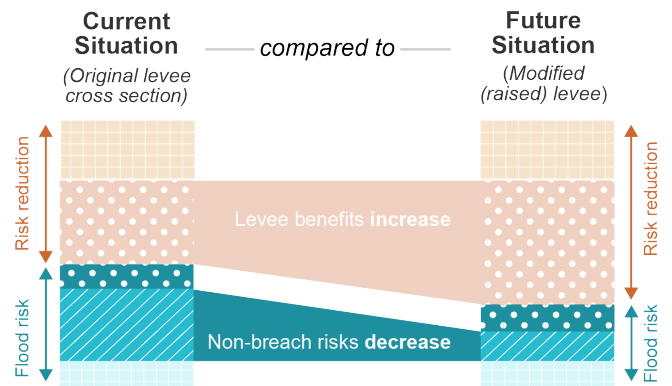 Current
Situation
(Original levee
cross section)
compared to
Future
Situation
(Modified
(raised) levee)
Risk reduction
Flood risk
Levee benefits increase
Non-breach risks decrease
Risk reduction
Flood risk